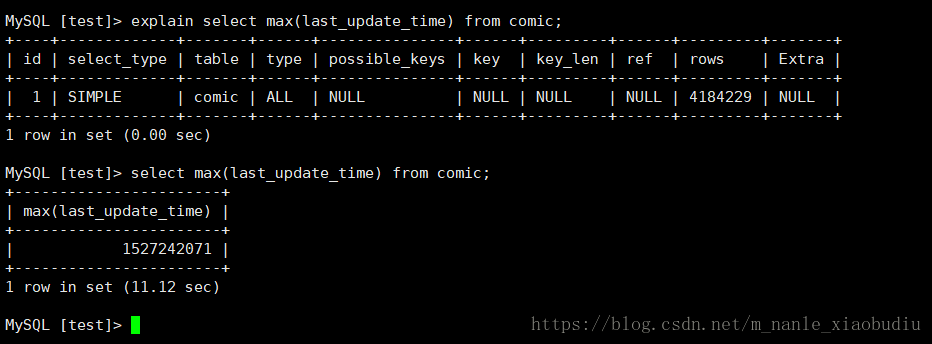 MySQL [test]> explain select max(last_update_time) from comic;
+----+-------------+-------+------+---------------+------+---------+------+---------+-------+
| id | select_type | table | type | possible_keys | key  | key_len | ref  | rows    | Extra |
+----+-------------+-------+------+---------------+------+---------+------+---------+-------+
|  1 | SIMPLE      | comic | ALL  | NULL          | NULL | NULL    | NULL | 4184229 | NULL  |
+----+-------------+-------+------+---------------+------+---------+------+---------+-------+
1 row in set (0.00 sec)
MySQL [test]> select max(last_update_time) from comic;
+-----------------------+
| max(last_update_time) |
+-----------------------+
|            1527242071 |
+-----------------------+
1 row in set (11.12 sec)
MySQL [test]>
https://blog.csdn.net/m_nanle_xiaobudiu